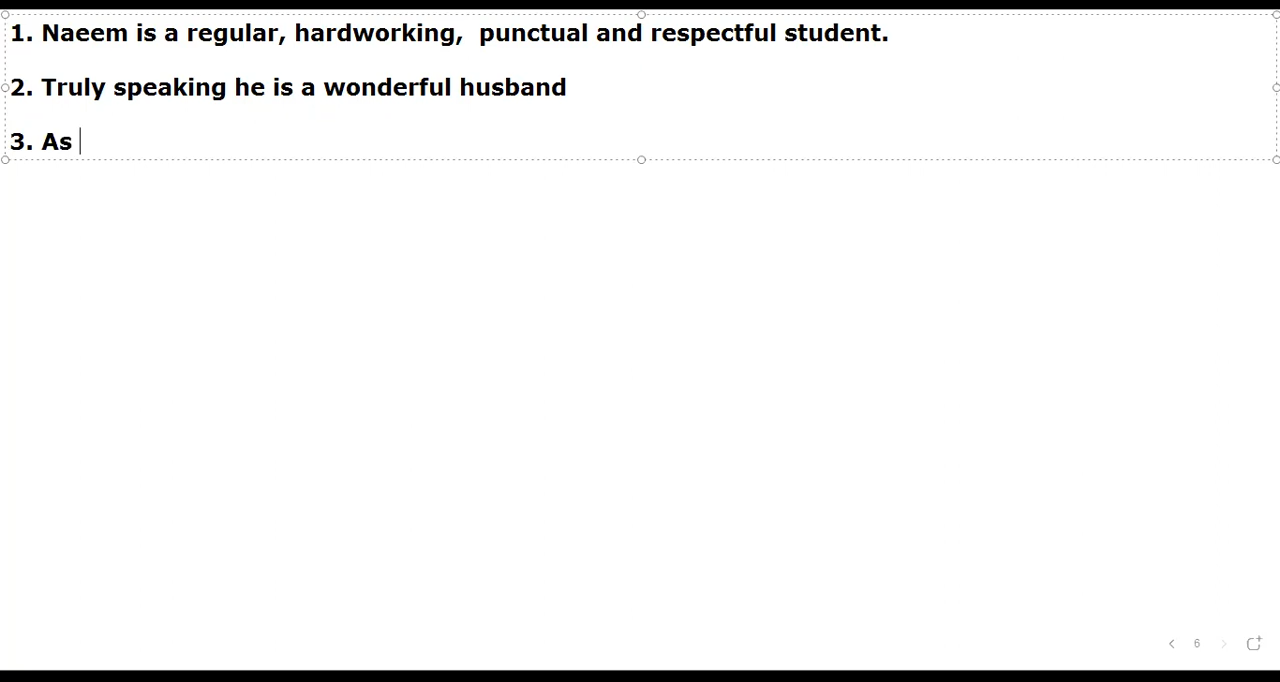 1. Naeem is a regular, hardworking,  punctual and respectful student.
2. Truly speaking he is a wonderful husband
3. As
6